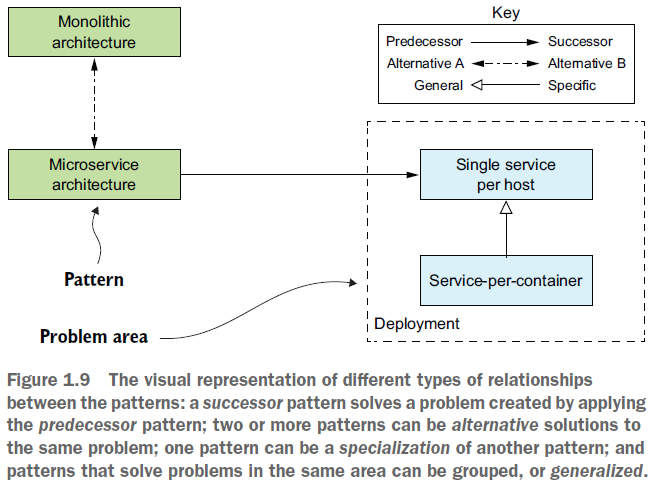 Monolithic
architecture
Key
Predecessor Successor
Alternative A Alternative B
General Specific
Microservice
architecture
Single service
per host
Service-per-container
Deployment
Pattern
Problem area
Figure 1.9 The visual representation of different types of relationships
between the patterns: a successor pattern solves a problem created by applying
the predecessor pattern; two or more patterns can be alternative solutions to
the same problem; one pattern can be a specialization of another pattern; and
patterns that solve problems in the same area can be grouped, or generalized.